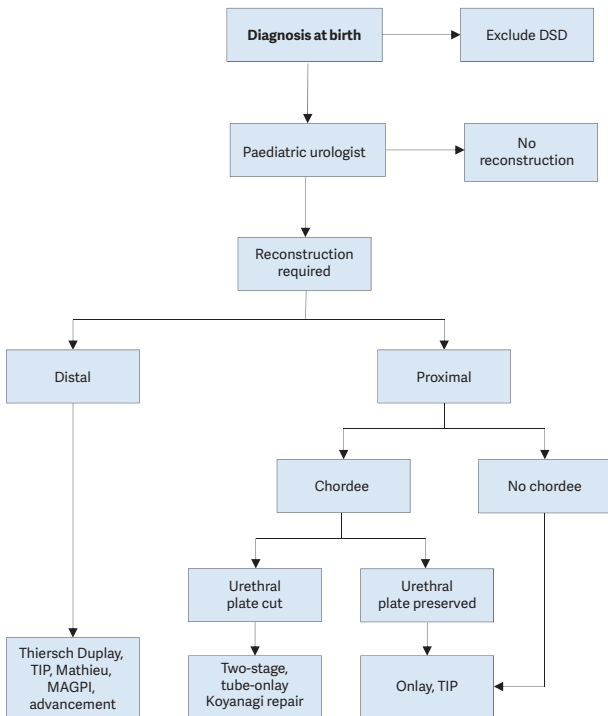 Diagnosis at birth
Exclude DSD
Paediatric urologist
No
reconstruction
Reconstruction
required
Distal
Proximal
Chordee
No chordee
Urethral
plate cut
Urethral
plate preserved
Thiersch Duplay,
TIP, Mathieu,
MAGPI,
advancement
Two-stage,
tube-onlay
Koyanagi repair
Onlay, TIP